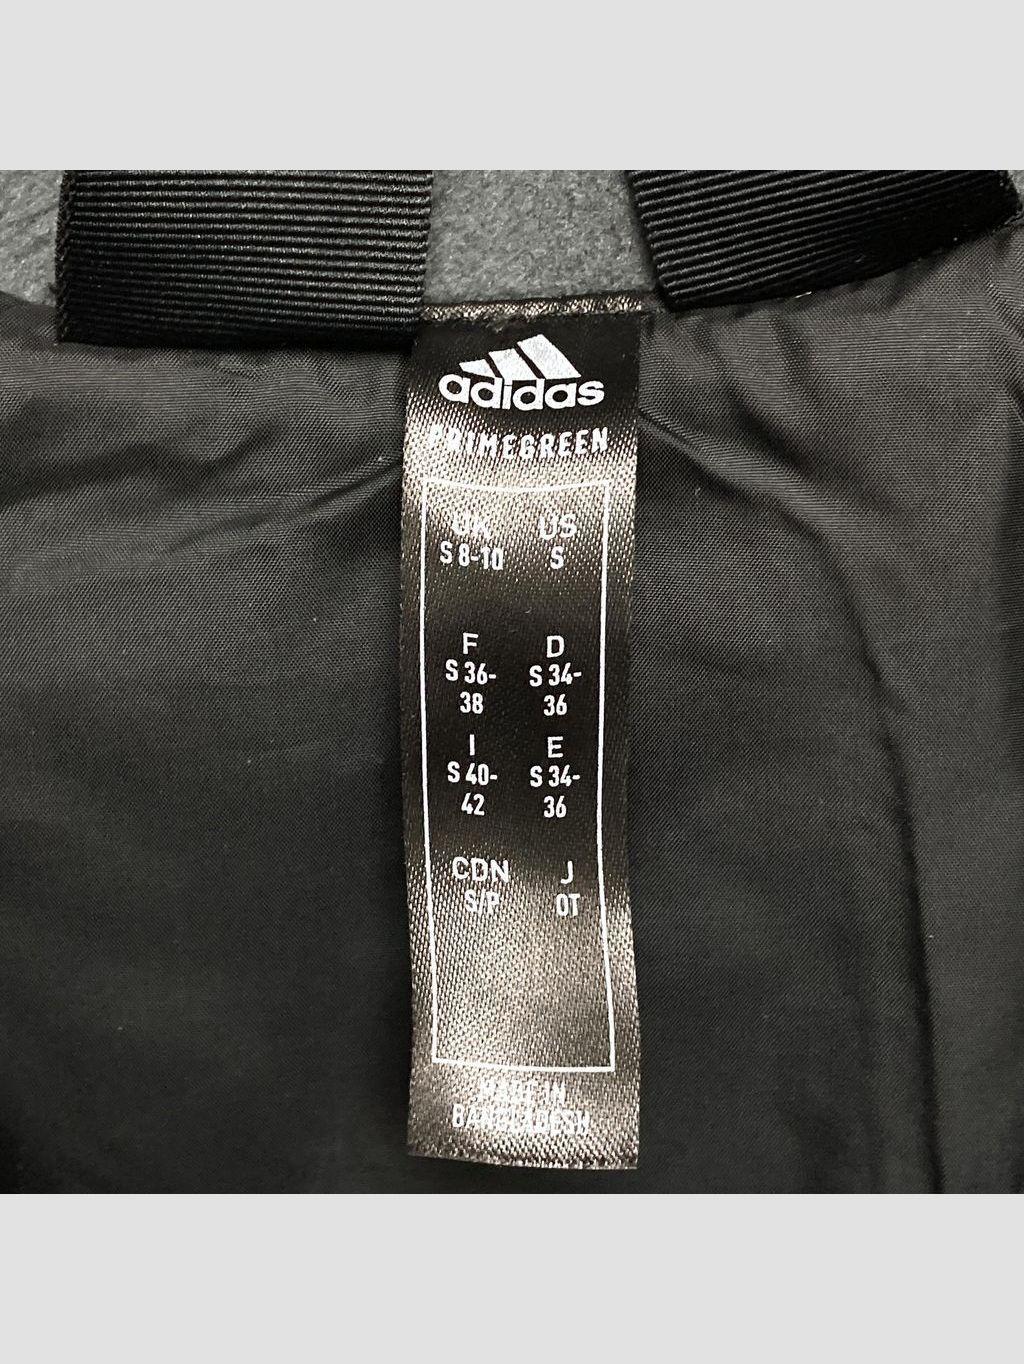 adidas
PRIMEGREEN
UK US
S 8-10 S
F D
S 36- S 34-
38 36
I E
S 40- S 34-
42 36
CDN J
S/P OT
MADE IN
BANGLADESH